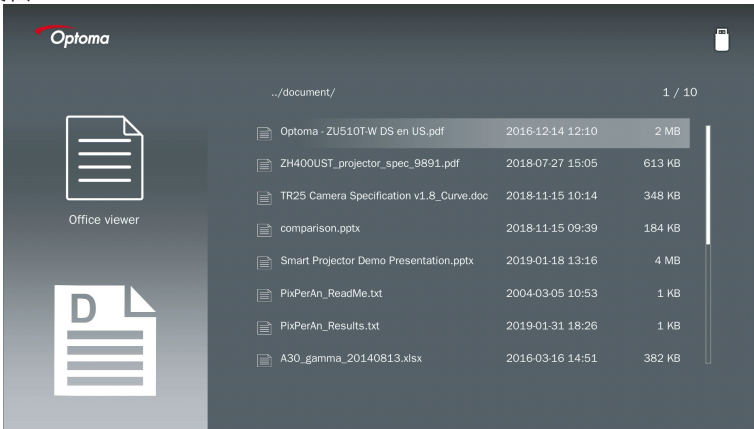 Optoma
../document/ 1 / 10
Optoma - ZU510T-W DS en US.pdf 2016-12-14 12:10 2 MB
ZH400UST_projector_spec_9891.pdf 2018-07-27 15:05 613 KB
TR25 Camera Specification v1.8_Curve.doc 2018-11-15 10:14 348 KB
Office viewer
comparison.pptx 2018-11-15 09:39 184 KB
Smart Projector Demo Presentation.pptx 2019-01-18 13:16 4 MB
D
PixPerAn_ReadMe.txt 2004-03-05 10:53 1 KB
PixPerAn_Results.txt 2019-01-31 18:26 1 KB
A30_gamma_20140813.xlsx 2016-03-16 14:51 382 KB